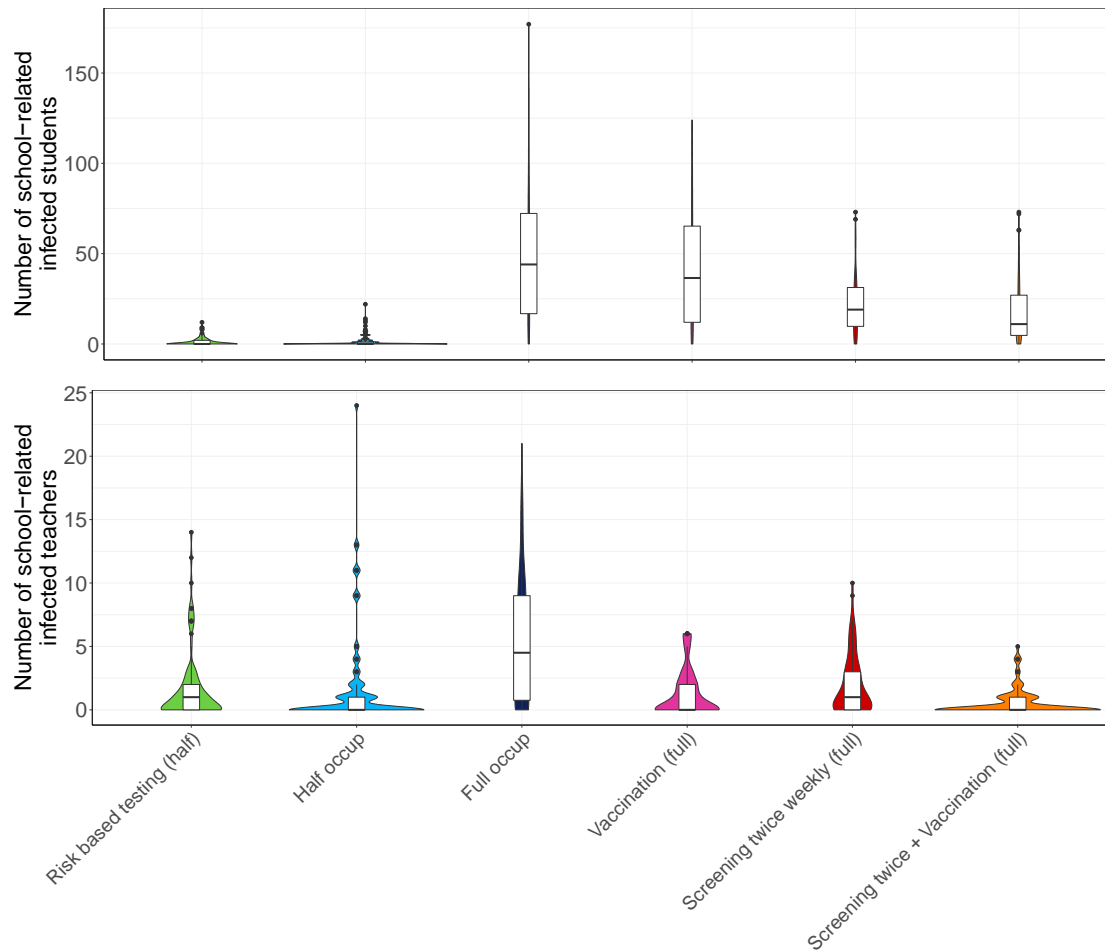 Number of school−related
infected students
150
100
50
0
Number of school−related
infected teachers
25
20
15
10
5
0
Risk based testing (half)
Half occup
Full occup
Vaccination (full)
Screening twice weekly (full)
Screening twice + Vaccination (full)